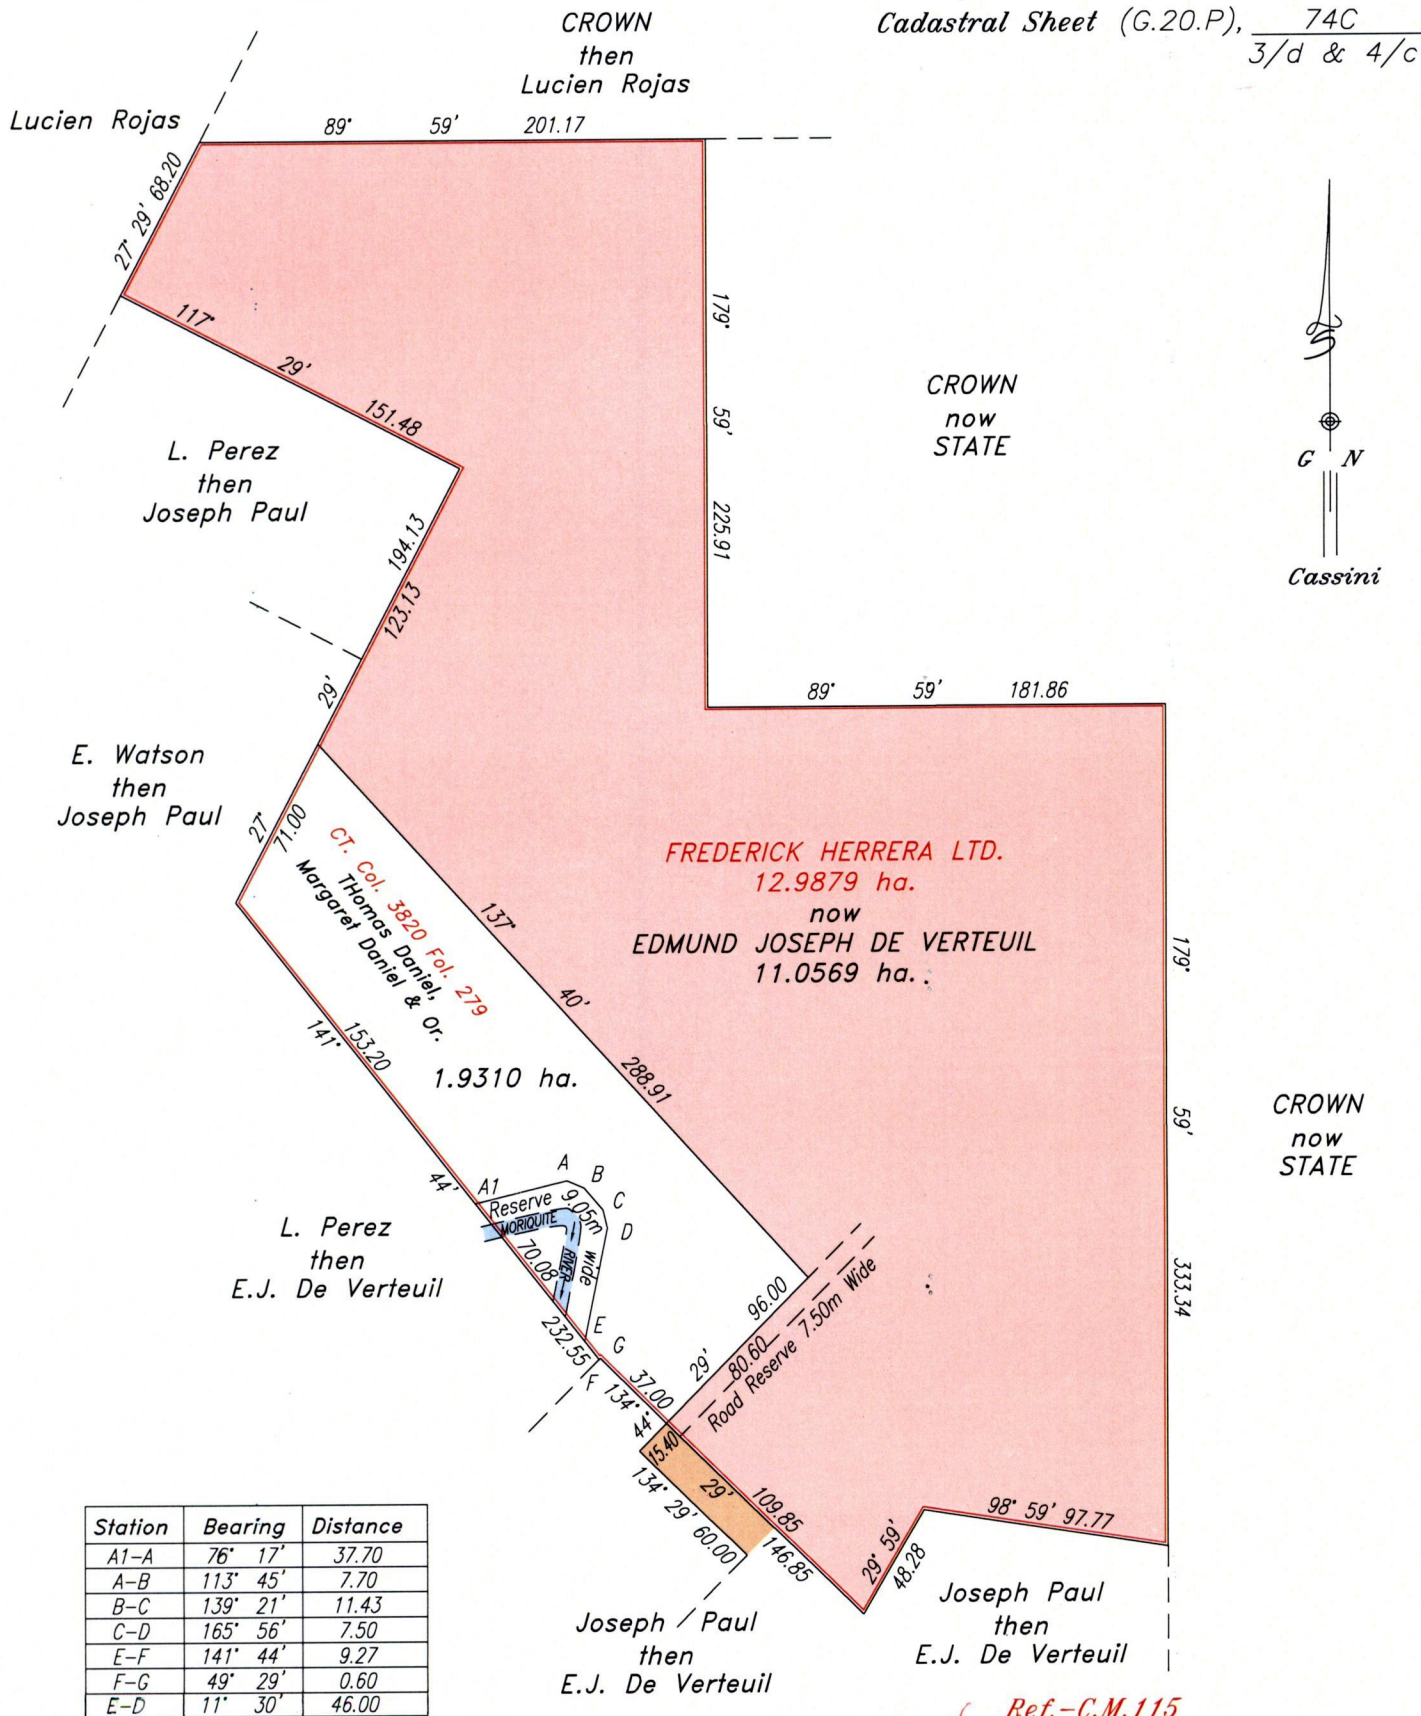 CROWN
then
Lucien Rojas
Cadastral Sheet (G.20.P), 74C
3/d & 4/c
Lucien Rojas
89° 59' 201.17
27° 29' 68.20
117° 29' 151.48
179° 59' 225.91
CROWN
now
STATE
G N
Cassini
L. Perez
then
Joseph Paul
194.13
123.13
27° 29'
71.00
89° 59' 181.86
E. Watson
then
Joseph Paul
CT. Col. 3820 Fol. 279
THomas Daniel,
Margaret Daniel & Or.
1.9310 ha.
137° 40' 288.91
FREDERICK HERRERA LTD.
12.9879 ha.
now
EDMUND JOSEPH DE VERTEUIL
11.0569 ha.
179° 59' 333.34
CROWN
now
STATE
141° 44' 232.55
153.20
A1
A
B
C
D
E
G
F
Reserve 9.05m wide
MORIQUITE RIVER
70.08
L. Perez
then
E.J. De Verteuil
96.00
29'
80.60
Road Reserve 7.50m Wide
37.00
134°
44°
15.40
29'
109.85
146.85
134° 29' 60.00
29° 59'
48.28
98° 59' 97.77
Joseph Paul
then
E.J. De Verteuil
Joseph Paul
then
E.J. De Verteuil
Station Bearing Distance
A1-A 76° 17' 37.70
A-B 113° 45' 7.70
B-C 139° 21' 11.43
C-D 165° 56' 7.50
E-F 141° 44' 9.27
F-G 49° 29' 0.60
E-D 11° 30' 46.00
Ref.-C.M.115